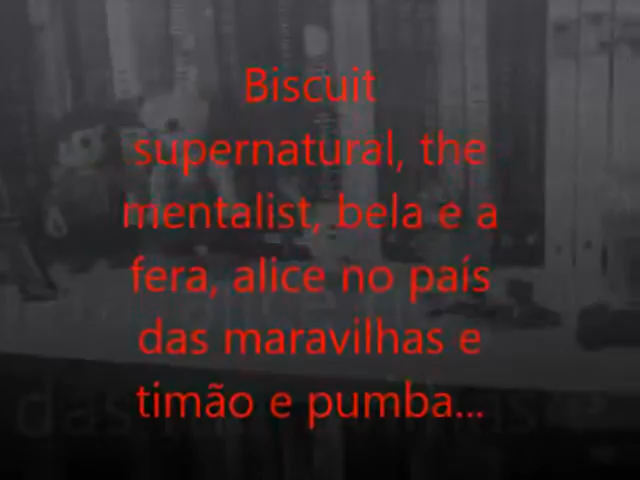 Biscuit
supernatural, the
mentalist, bela e a
fera, alice no país
das maravilhas e
timão e pumba...